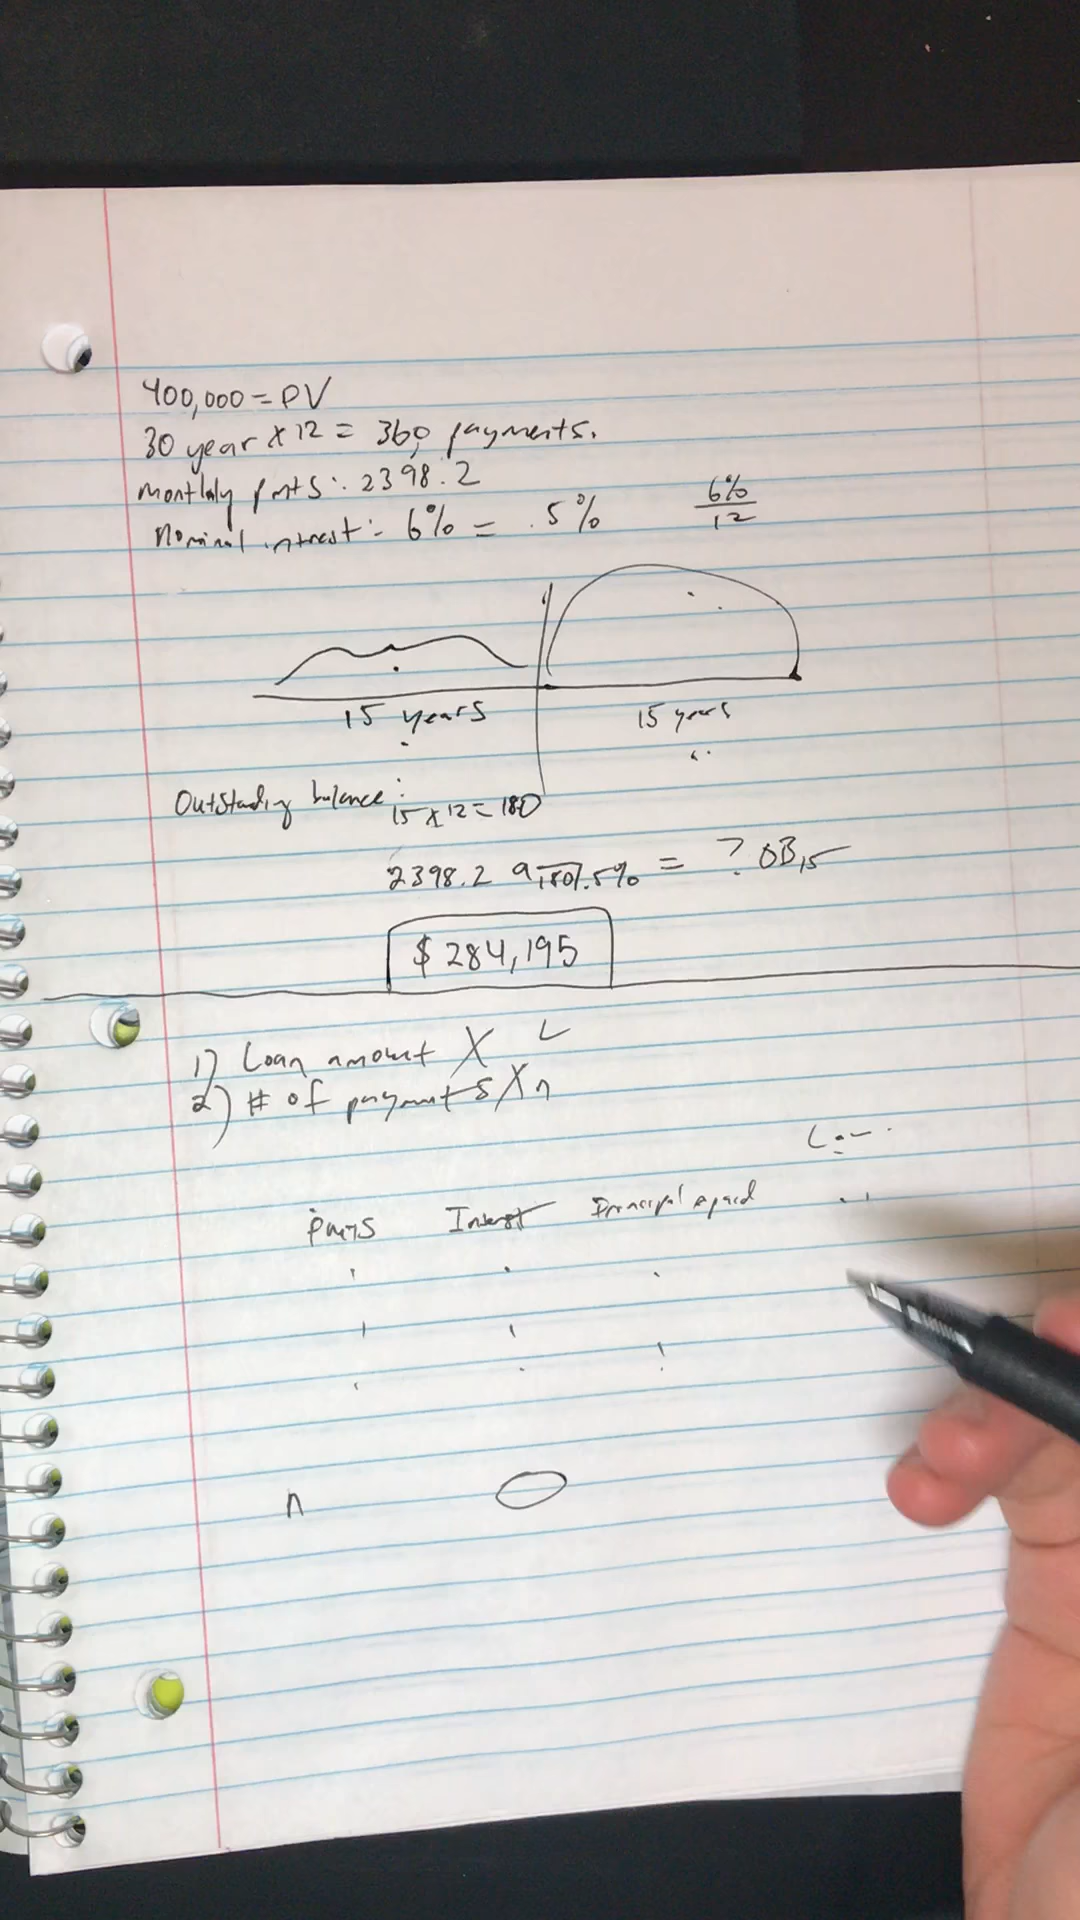 400,000 = PV
30 year x 12 = 360 payments.
monthly pmts: 2398.2
Nominal intrest: 6% = .5% 6%/12
15 years 15 years
Outstanding balance: 15 x 12 = 180
2398.2 a180|.5% = ? OB15
$ 284,195
1) Loan amount X L
2) # of payments X n
Pmts Interest Principal repaid
n